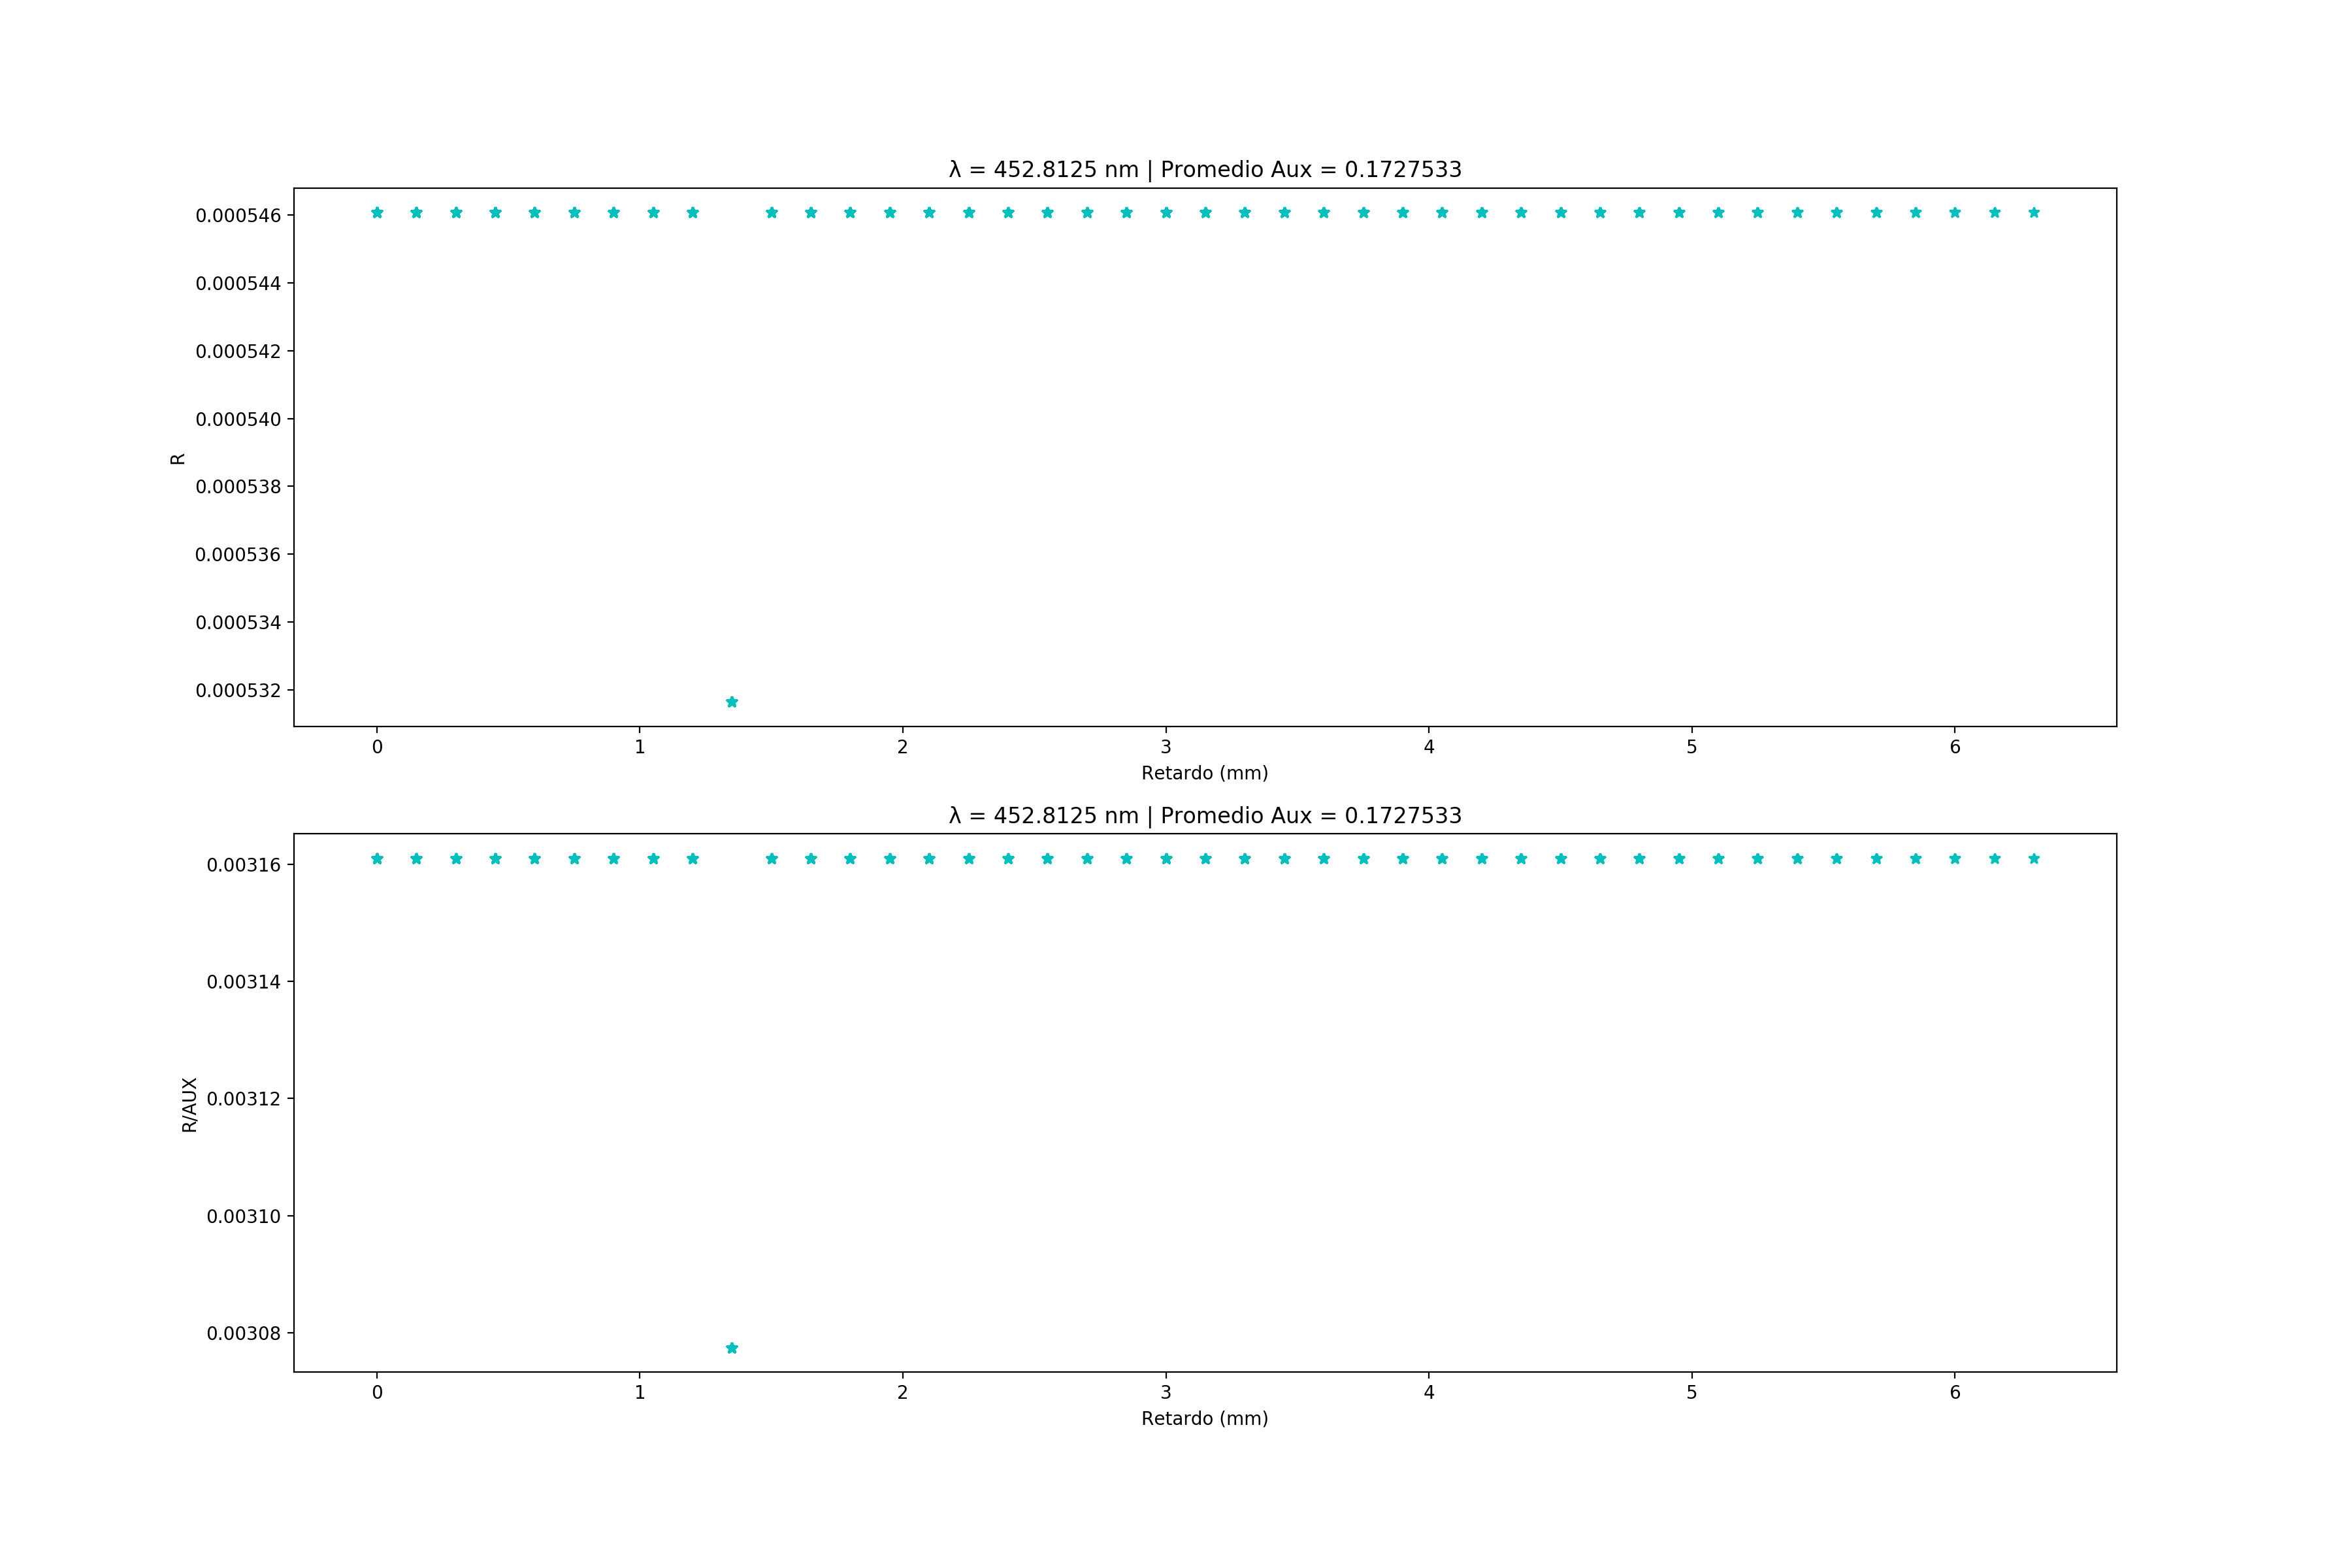 λ = 452.8125 nm | Promedio Aux = 0.1727533
0.000546
0.000544
0.000542
0.000540
0.000538
0.000536
0.000534
0.000532
R
0 1 2 3 4 5 6
Retardo (mm)
λ = 452.8125 nm | Promedio Aux = 0.1727533
0.00316
0.00314
0.00312
0.00310
0.00308
R/AUX
0 1 2 3 4 5 6
Retardo (mm)